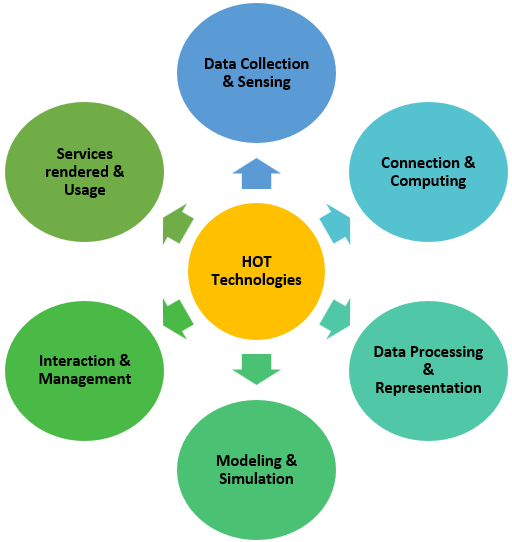 Data Collection
& Sensing
Connection &
Computing
Data Processing
&
Representation
Modeling &
Simulation
Interaction &
Management
Services
rendered &
Usage
HOT
Technologies